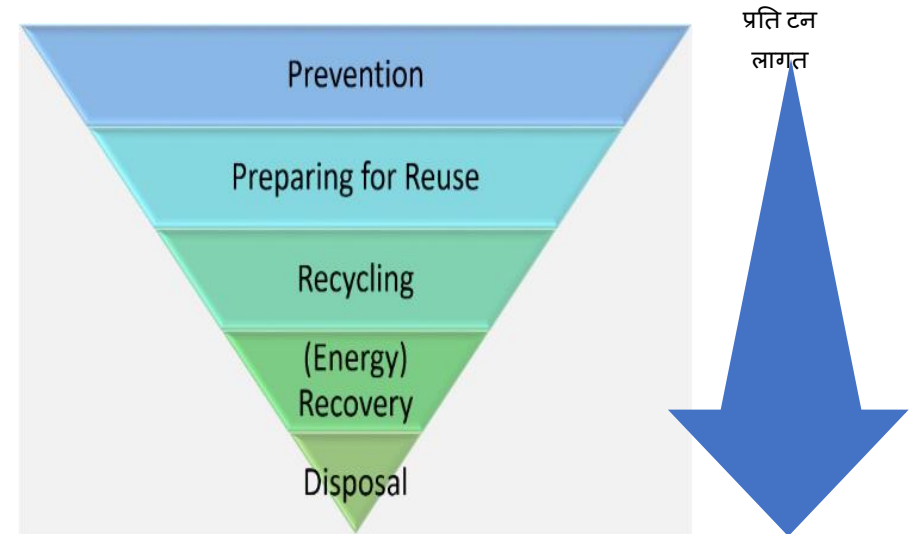 प्रति टन
लागत
Prevention
Preparing for Reuse
Recycling
(Energy)
Recovery
Disposal